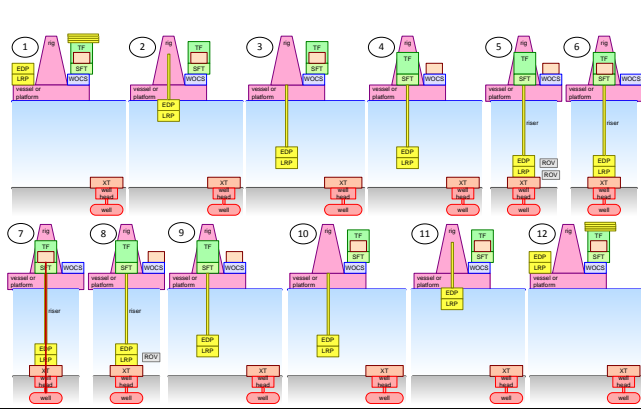 1
rig
TF
EDP
LRP
SFT
WOCS
vessel or
platform
XT
well
head
well
2
rig
TF
SFT
WOCS
EDP
LRP
XT
well
head
well
3
rig
TF
SFT
WOCS
vessel or
platform
EDP
LRP
XT
well
head
well
4
rig
TF
SFT
WOCS
vessel or
platform
EDP
LRP
XT
well
head
well
5
rig
TF
SFT
WOCS
vessel or
platform
riser
EDP
LRP
ROV
ROV
XT
well
head
well
6
rig
TF
SFT
WOCS
vessel or
platform
riser
EDP
LRP
XT
well
head
well
7
rig
TF
SFT
WOCS
vessel or
platform
riser
EDP
LRP
XT
well
head
well
8
rig
TF
SFT
WOCS
vessel or
platform
riser
EDP
LRP
ROV
XT
well
head
well
9
rig
TF
SFT
WOCS
vessel or
platform
EDP
LRP
XT
well
head
well
10
rig
TF
SFT
WOCS
vessel or
platform
EDP
LRP
XT
well
head
well
11
rig
TF
SFT
WOCS
vessel or
platform
EDP
LRP
XT
well
head
well
12
rig
TF
EDP
LRP
SFT
WOCS
vessel or
platform
XT
well
head
well